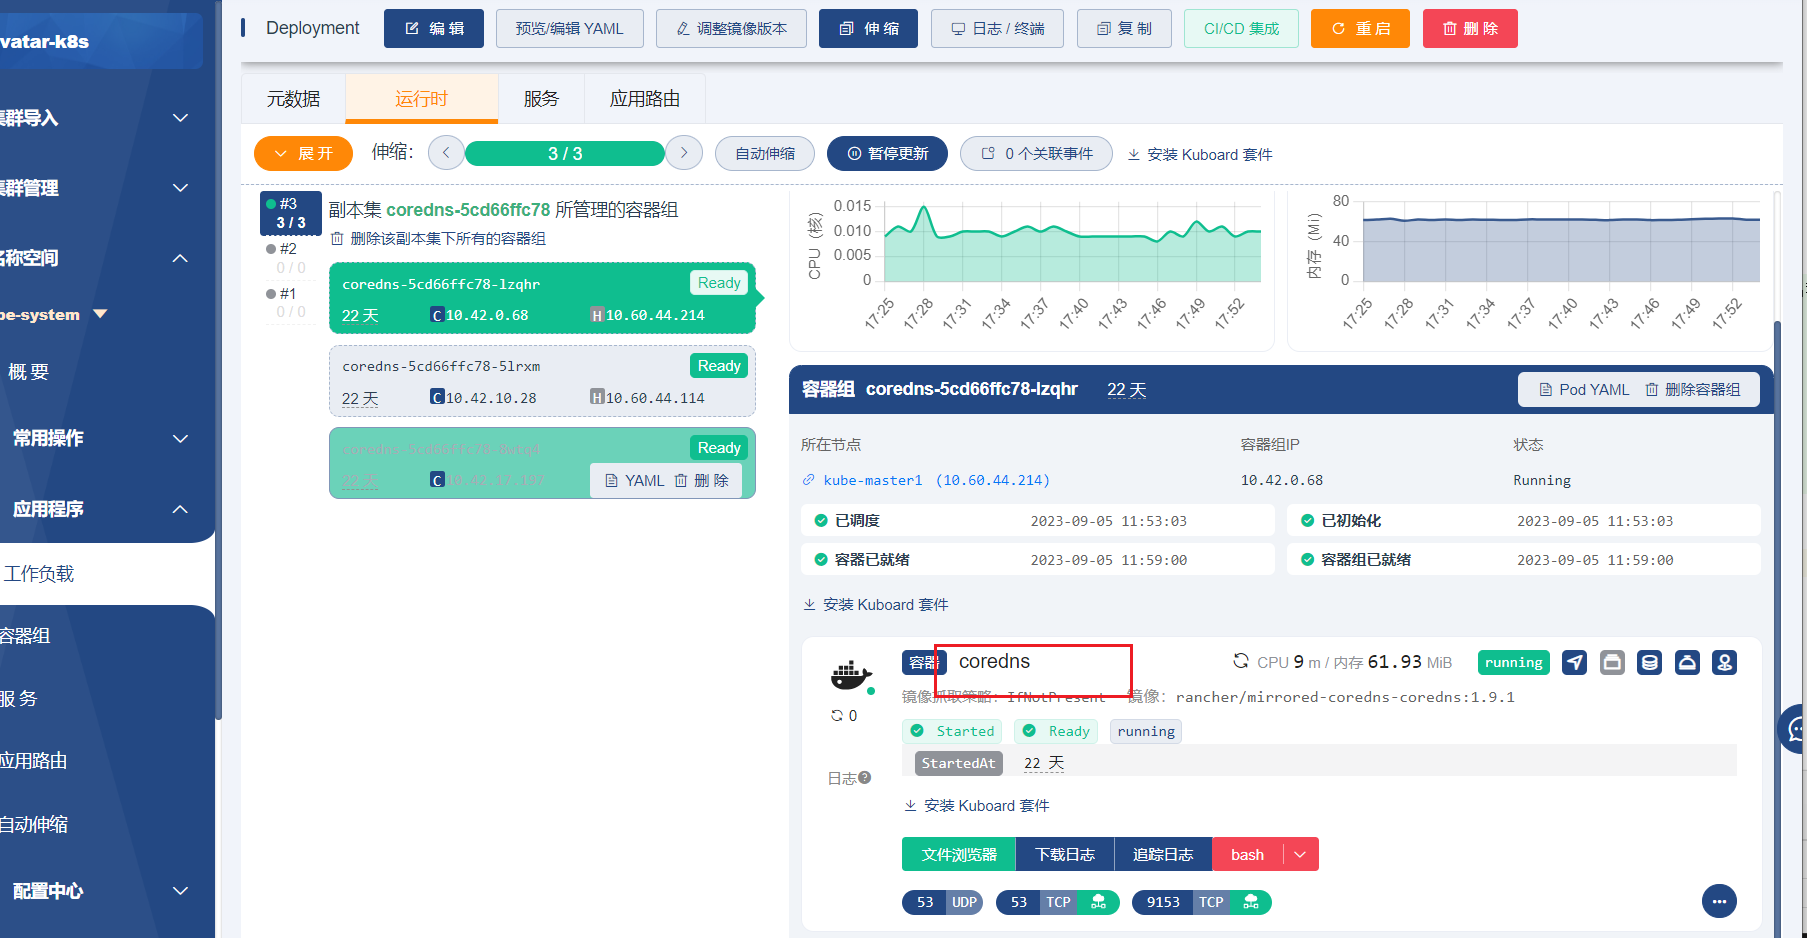 vatar-k8s
集群导入
集群管理
名称空间
be-system
概 要
常用操作
应用程序
工作负载
容器组
服 务
应用路由
自动伸缩
配置中心
Deployment
编 辑
预览/编辑 YAML
调整镜像版本
伸 缩
日志 / 终端
复 制
CI/CD 集成
重 启
删 除
元数据
运行时
服务
应用路由
展 开
伸缩:
3 / 3
自动伸缩
暂停更新
0 个关联事件
安装 Kuboard 套件
#3
3 / 3
#2
0 / 0
#1
0 / 0
副本集 coredns-5cd66ffc78 所管理的容器组
删除该副本集下所有的容器组
coredns-5cd66ffc78-lzqhr
Ready
22 天
C 10.42.0.68
H 10.60.44.214
coredns-5cd66ffc78-5lrxm
Ready
22 天
C 10.42.10.28
H 10.60.44.114
Ready
22 天
C
YAML
删 除
CPU (核)
0.015
0.010
0.005
0
17:25
17:28
17:31
17:34
17:37
17:40
17:43
17:46
17:49
17:52
内存 (Mi)
80
40
0
17:25
17:28
17:31
17:34
17:37
17:40
17:43
17:46
17:49
17:52
容器组 coredns-5cd66ffc78-lzqhr 22 天
Pod YAML
删除容器组
所在节点
容器组IP
状态
kube-master1 (10.60.44.214)
10.42.0.68
Running
已调度 2023-09-05 11:53:03
已初始化 2023-09-05 11:53:03
容器已就绪 2023-09-05 11:59:00
容器组已就绪 2023-09-05 11:59:00
安装 Kuboard 套件
容器 coredns
CPU 9 m / 内存 61.93 MiB
running
镜像抓取策略: IfNotPresent 镜像: rancher/mirrored-coredns-coredns:1.9.1
0
Started
Ready
running
StartedAt 22 天
日志
安装 Kuboard 套件
文件浏览器
下载日志
追踪日志
bash
53 UDP
53 TCP
9153 TCP